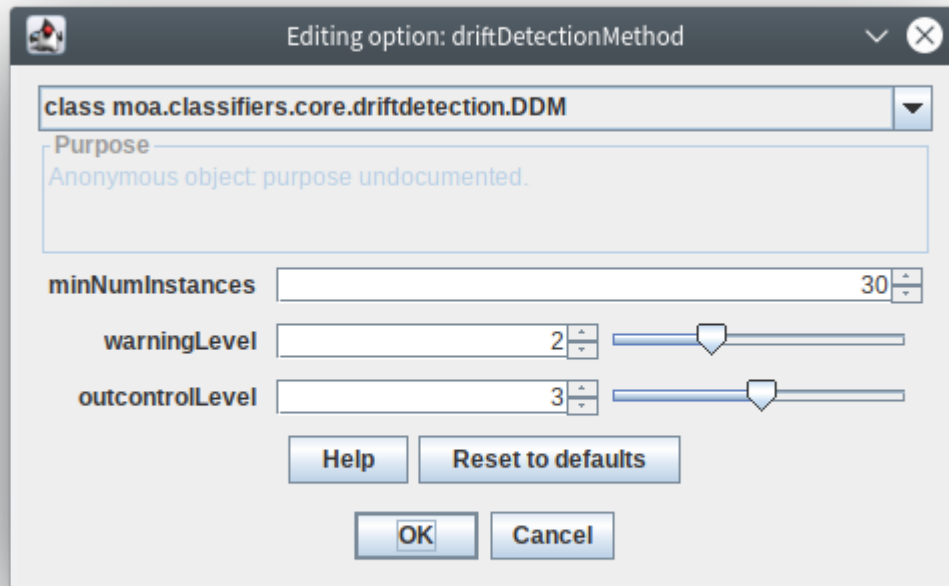 Editing option: driftDetectionMethod
class moa.classifiers.core.driftdetection.DDM
Purpose
Anonymous object: purpose undocumented.
minNumInstances 30
warningLevel 2
outcontrolLevel 3
Help Reset to defaults
OK Cancel